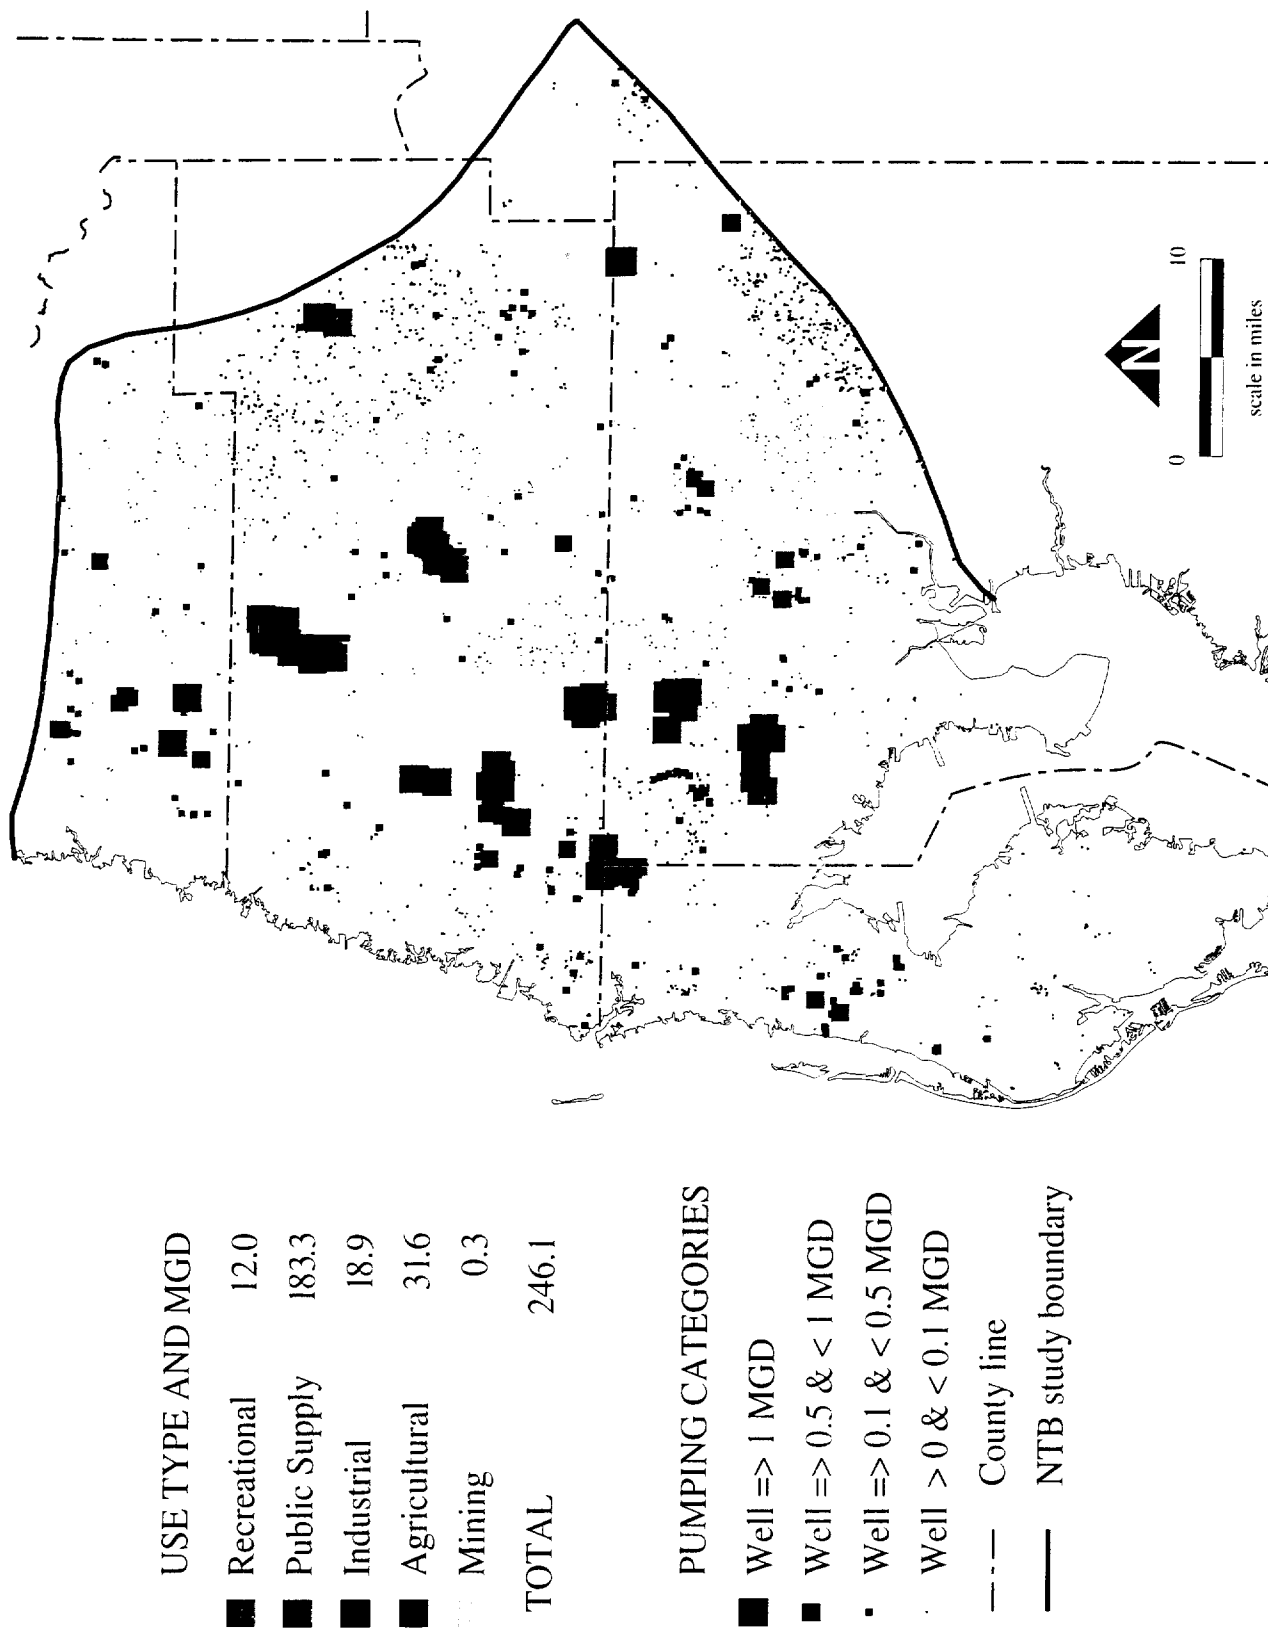 USE TYPE AND MGD
Recreational 12.0
Public Supply 183.3
Industrial 18.9
Agricultural 31.6
Mining 0.3
TOTAL 246.1
PUMPING CATEGORIES
Well => 1 MGD
Well => 0.5 & < 1 MGD
Well => 0.1 & < 0.5 MGD
Well > 0 & < 0.1 MGD
County line
NTB study boundary
N
0 10
scale in miles